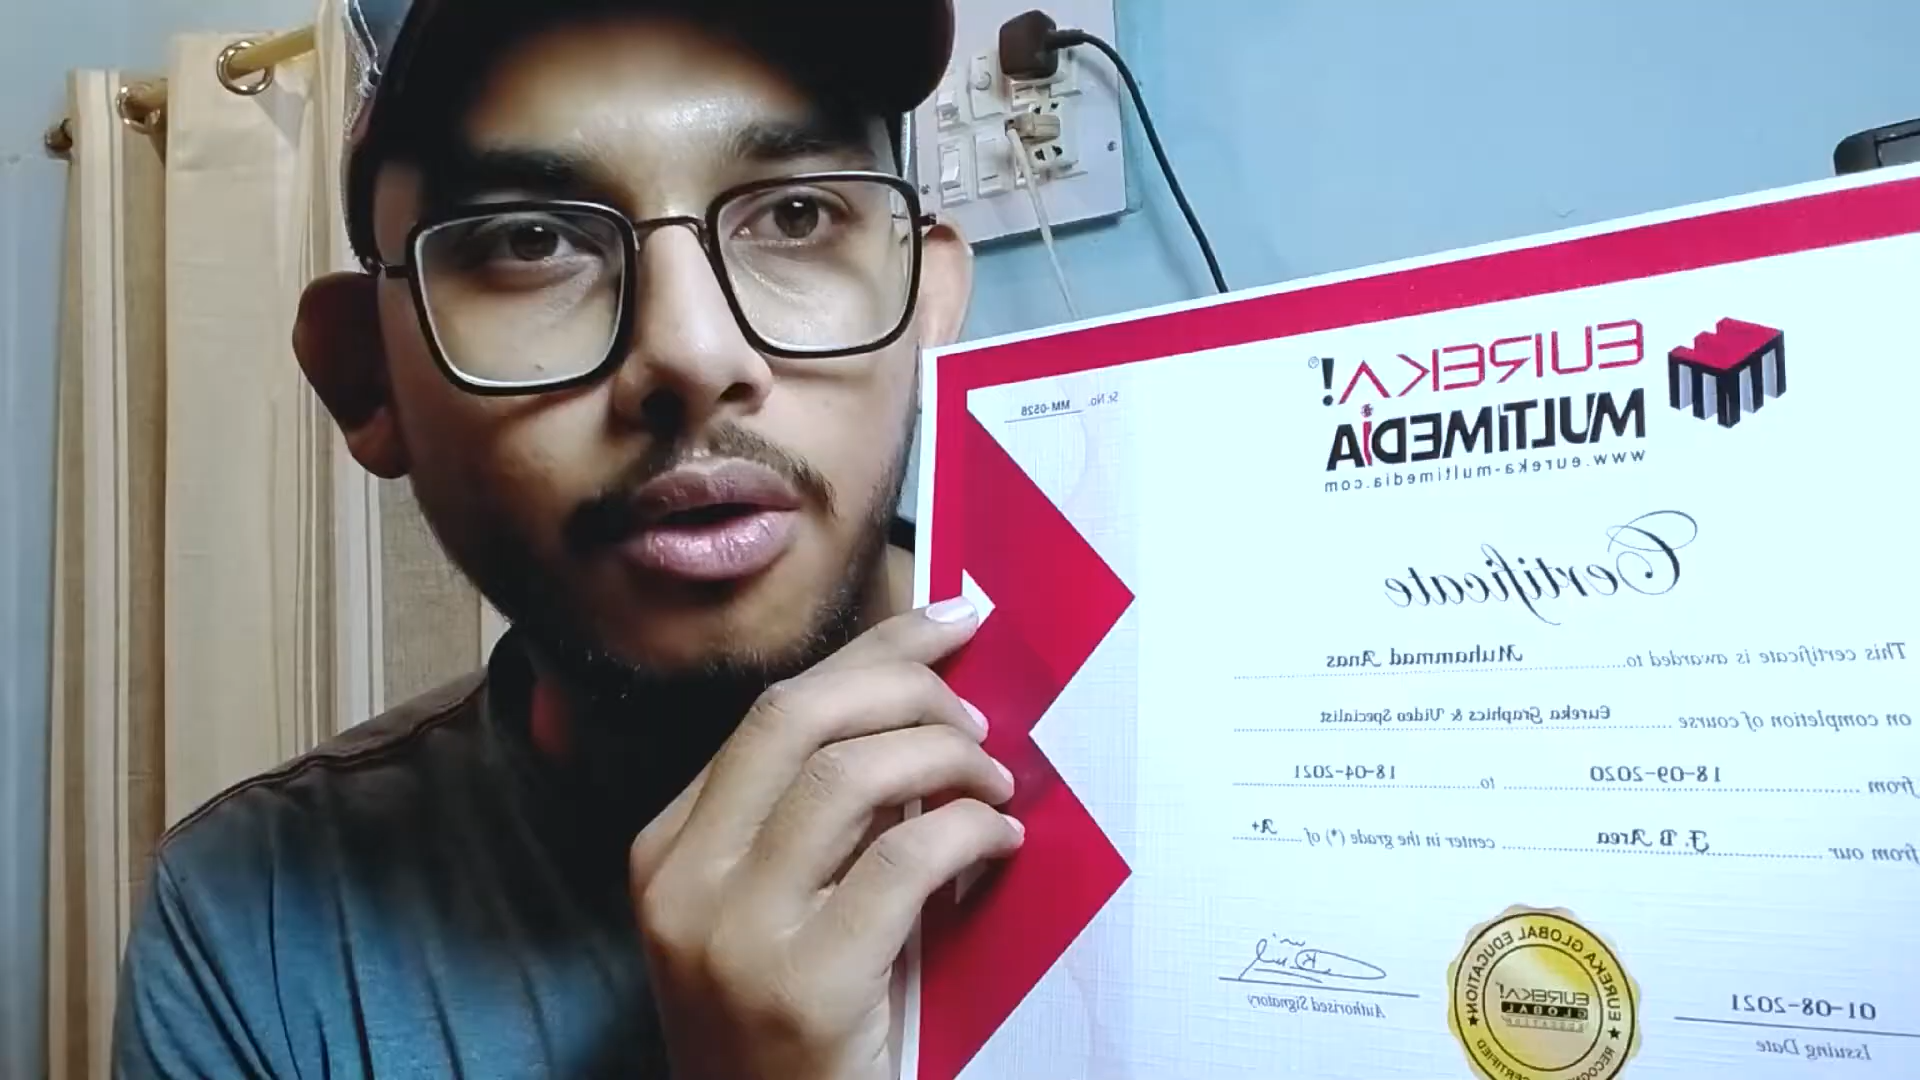 EUREKA!®
MULTiMEDiA
www.eureka-multimedia.com
Sr. No. MM-0528
Certificate
This certificate is awarded to Muhammad Anas
on completion of course Eureka Graphics & Video Specialist
from 18-09-2020 to 18-04-2021
from our F. B Area center in the grade (*) of A+
Authorised Signatory
EUREKA GLOBAL EDUCATION
EUREKA!
GLOBAL
01-08-2021
Issuing Date